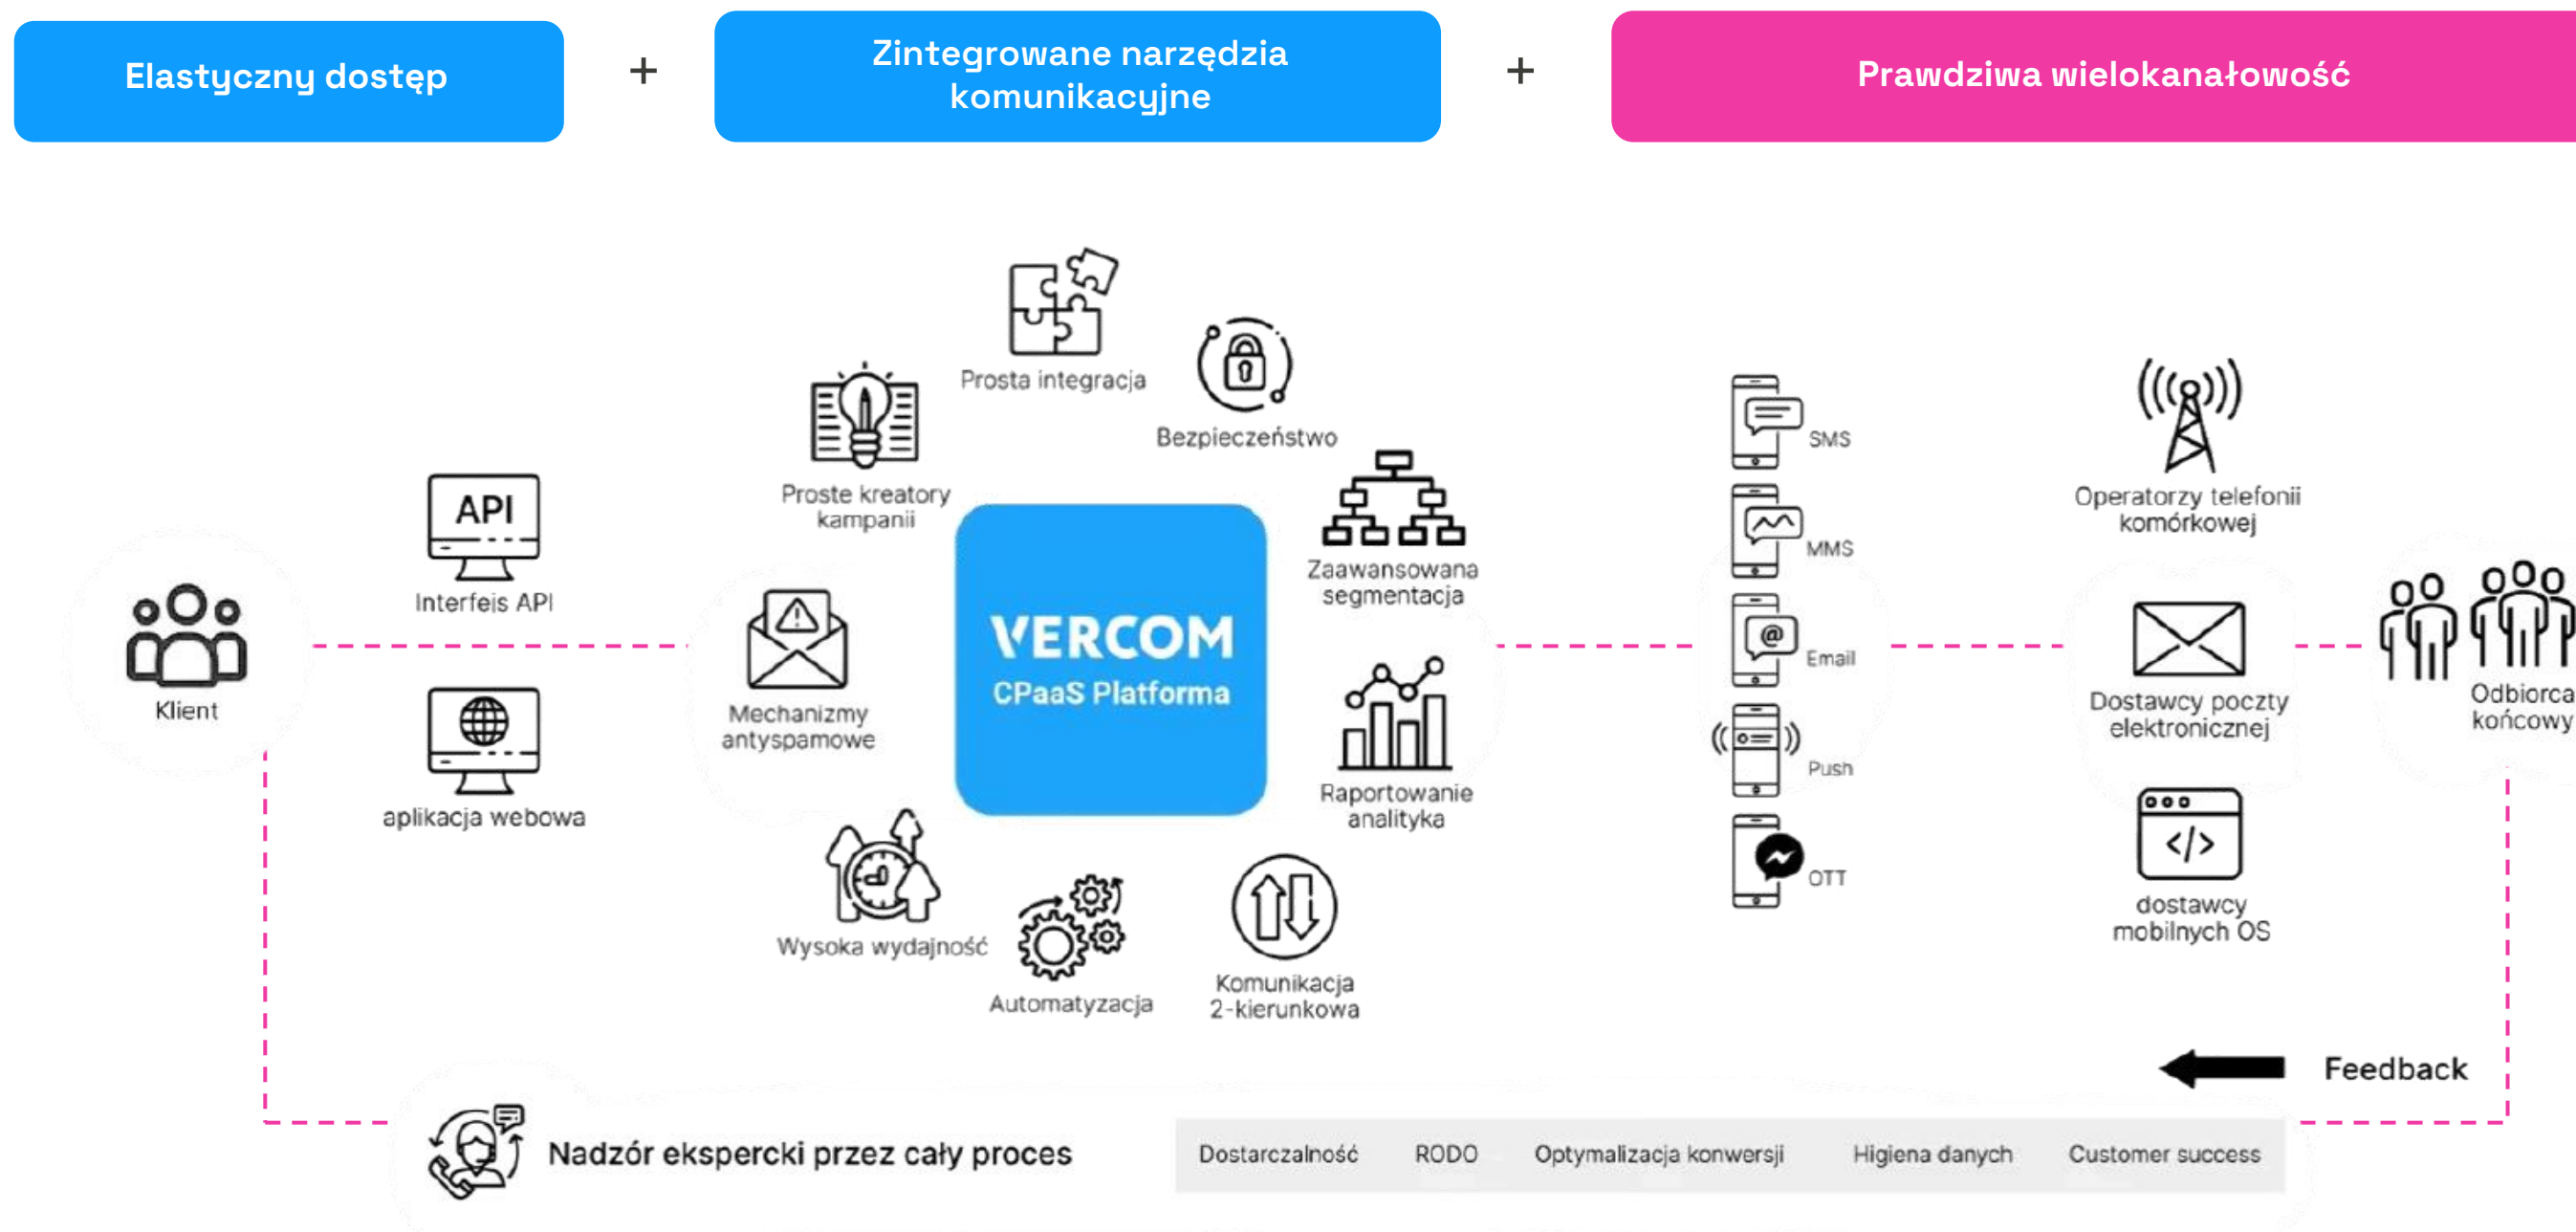 Elastyczny dostęp
+
Zintegrowane narzędzia
komunikacyjne
+
Prawdziwa wielokanałowość
Prosta integracja
Bezpieczeństwo
Proste kreatory
kampanii
Zaawansowana
segmentacja
API
Interfejs API
aplikacja webowa
Klient
Mechanizmy
antyspamowe
VERCOM
CPaaS Platforma
Raportowanie
analityka
Wysoka wydajność
Automatyzacja
Komunikacja
2-kierunkowa
SMS
MMS
@
Email
Push
OTT
Operatorzy telefonii
komórkowej
Dostawcy poczty
elektronicznej
</>
dostawcy
mobilnych OS
Odbiorca
końcowy
Feedback
Nadzór ekspercki przez cały proces
Dostarczalność RODO Optymalizacja konwersji Higiena danych Customer success